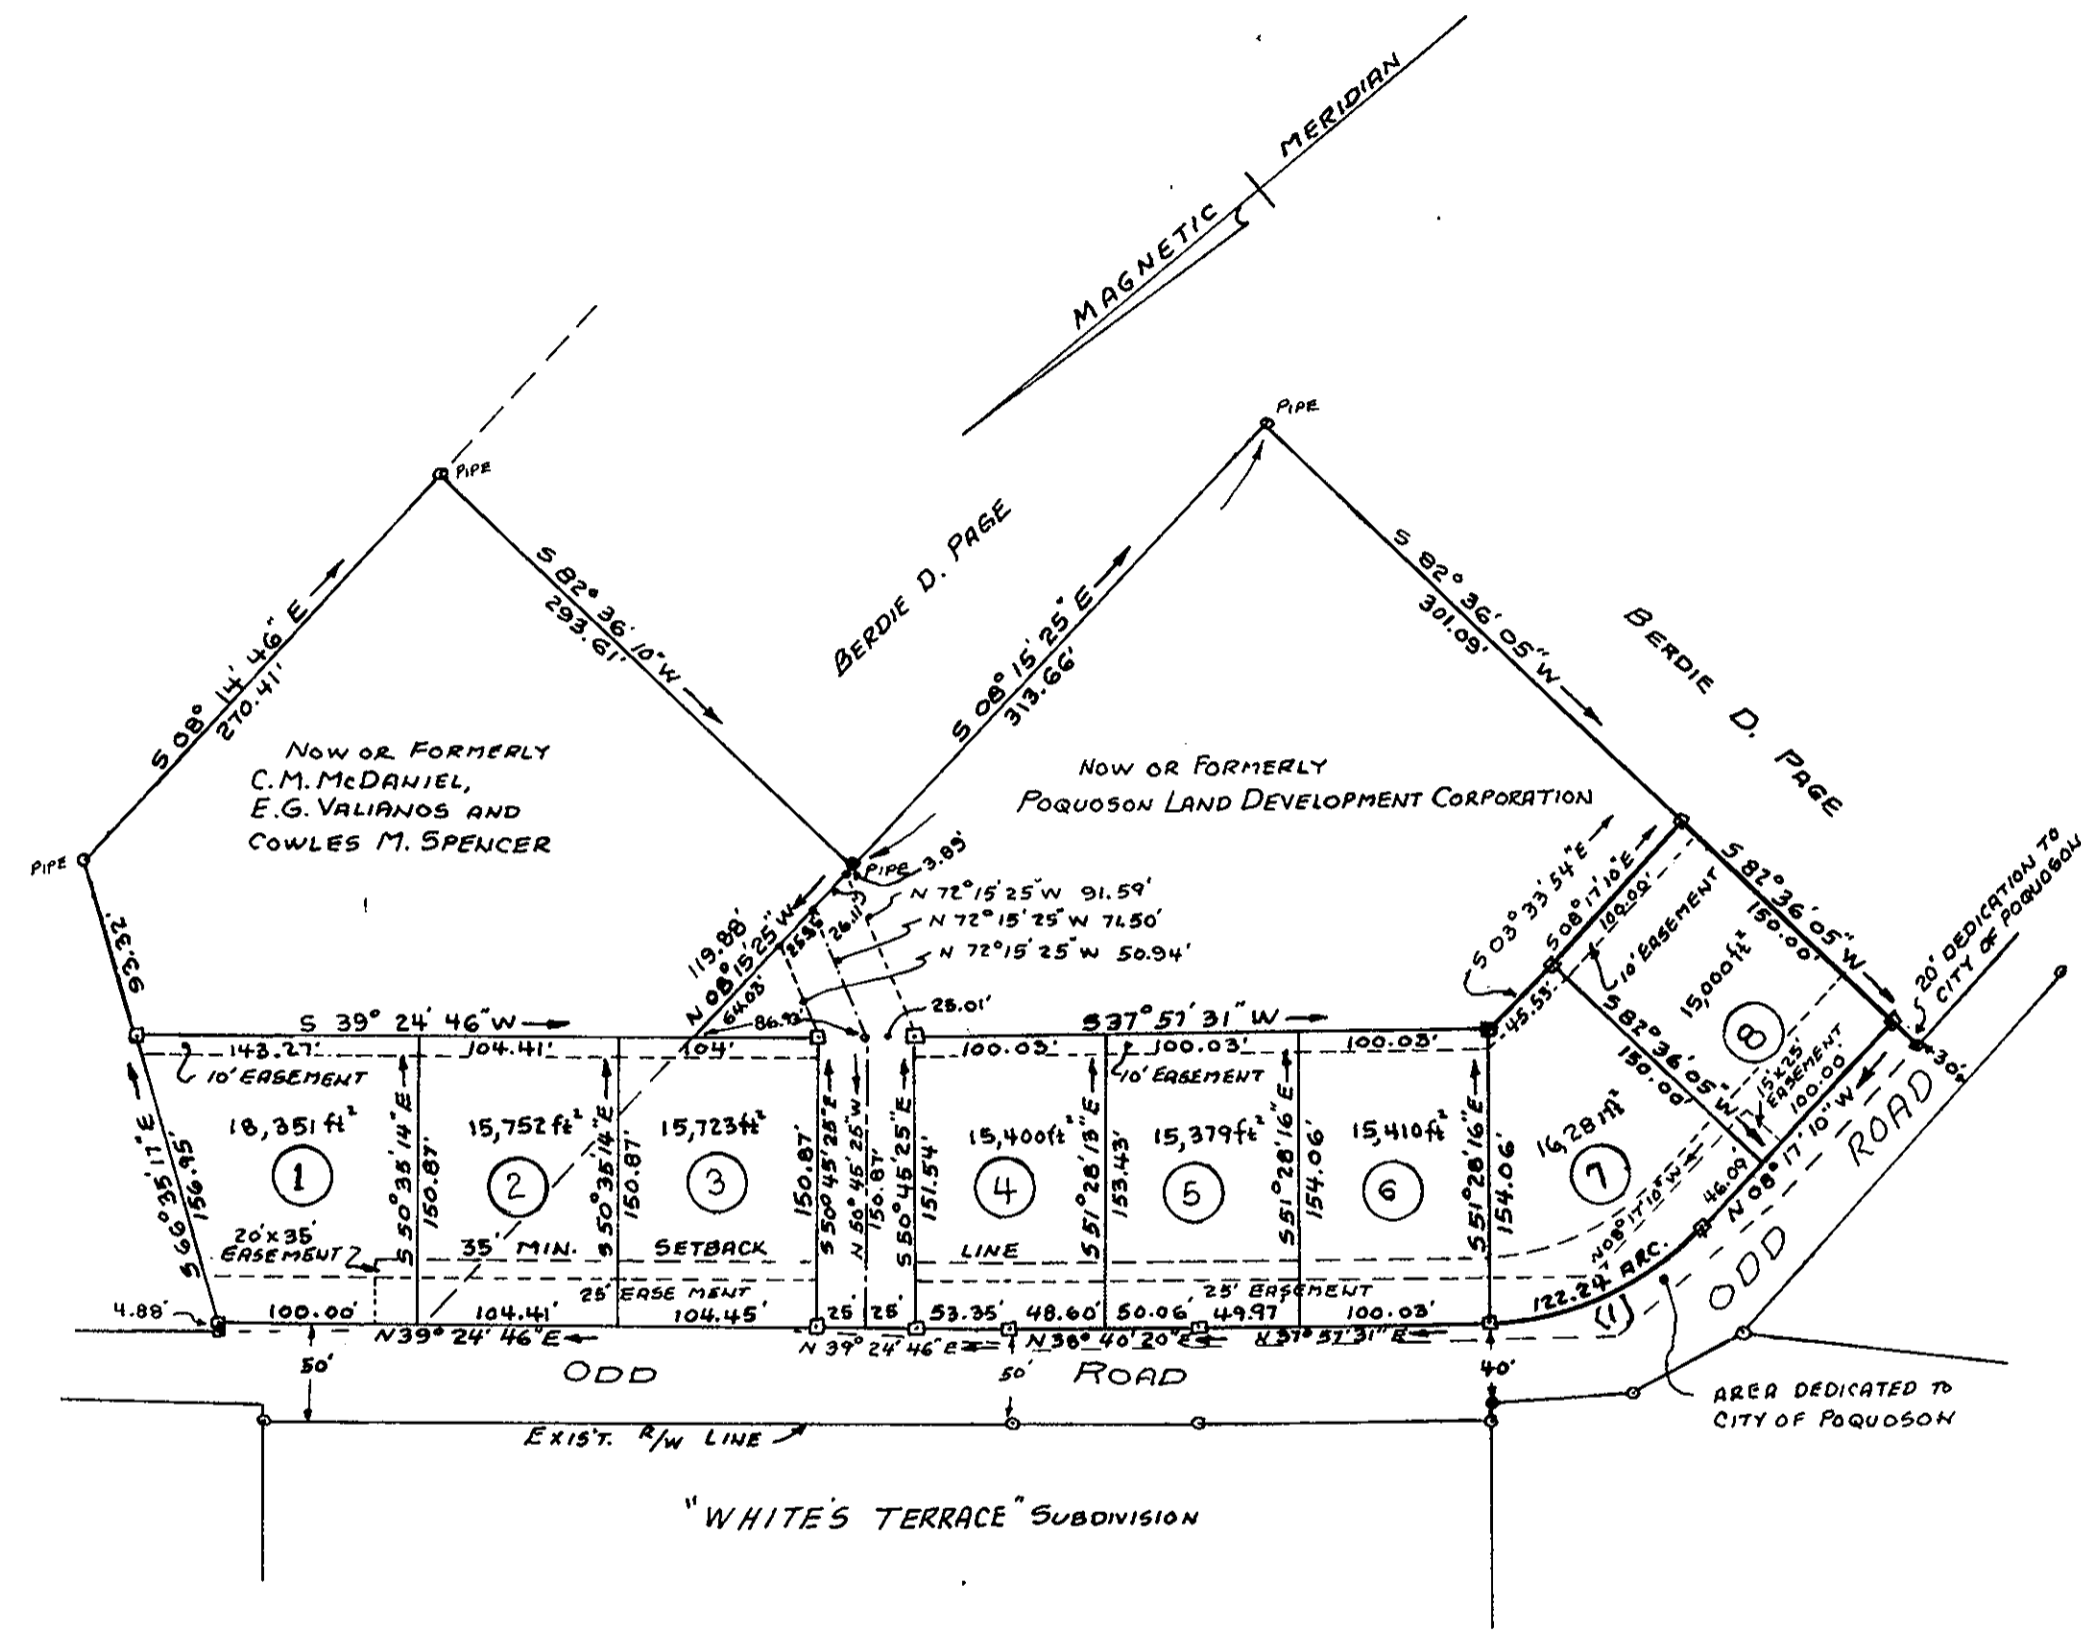 MAGNETIC MERIDIAN
PIPE
PIPE
S 08° 14' 46" E
270.41'
S 82° 36' 10" W
293.61'
BERDIE D. PAGE
S 08° 15' 25" E
313.66'
S 82° 36' 05" W
301.09'
BERDIE D. PAGE
NOW OR FORMERLY
C.M. McDANIEL,
E.G. VALIANOS AND
COWLES M. SPENCER
NOW OR FORMERLY
POQUOSON LAND DEVELOPMENT CORPORATION
PIPE
93.32'
PIPE
3.89'
N 72° 15' 25" W 91.59'
N 72° 15' 25" W 71.50'
N 72° 15' 25" W 50.94'
119.88'
N 08° 15' 25" W
64.03'
25.95'
26.11'
86.93'
25.01'
S 03° 33' 54" E
S 08° 17' 10" E
100.00'
45.53'
10' EASEMENT
S 82° 36' 05" W
150.00'
20' DEDICATION TO
CITY OF POQUOSON
30'
S 39° 24' 46" W
143.27'
104.41'
104'
S 37° 57' 31" W
100.03'
100.03'
100.03'
10' EASEMENT
10' EASEMENT
S 66° 35' 17" E
156.95'
18,351 ft²
1
S 50° 35' 14" E
150.87'
15,752 ft²
2
S 50° 35' 14" E
150.87'
15,723 ft²
3
S 50° 45' 25" E
150.87'
N 50° 45' 25" W
150.87'
S 50° 45' 25" E
151.54'
15,400 ft²
4
S 51° 28' 13" E
153.43'
15,379 ft²
5
S 51° 28' 16" E
154.06'
15,410 ft²
6
S 51° 28' 16" E
154.06'
16,281 ft²
7
S 82° 36' 05" W
150.00'
15,000 ft²
8
15' X 25'
EASEMENT
100.00'
N 08° 17' 10" W
46.09'
N 08° 17' 10" W
N 08° 17' 10" W
122.24' ARC.
(1)
ODD ROAD
20' X 35'
EASEMENT
35' MIN. SETBACK LINE
25' EASEMENT
25' EASEMENT
4.88'
100.00'
104.41'
104.45'
25'
25'
53.35'
48.60'
50.06'
49.97
100.03'
N 39° 24' 46" E
N 39° 24' 46" E
N 38° 40' 20" E
N 37° 57' 31" E
50'
ODD ROAD
50'
40'
AREA DEDICATED TO
CITY OF POQUOSON
EXIST. R/W LINE
"WHITE'S TERRACE" SUBDIVISION